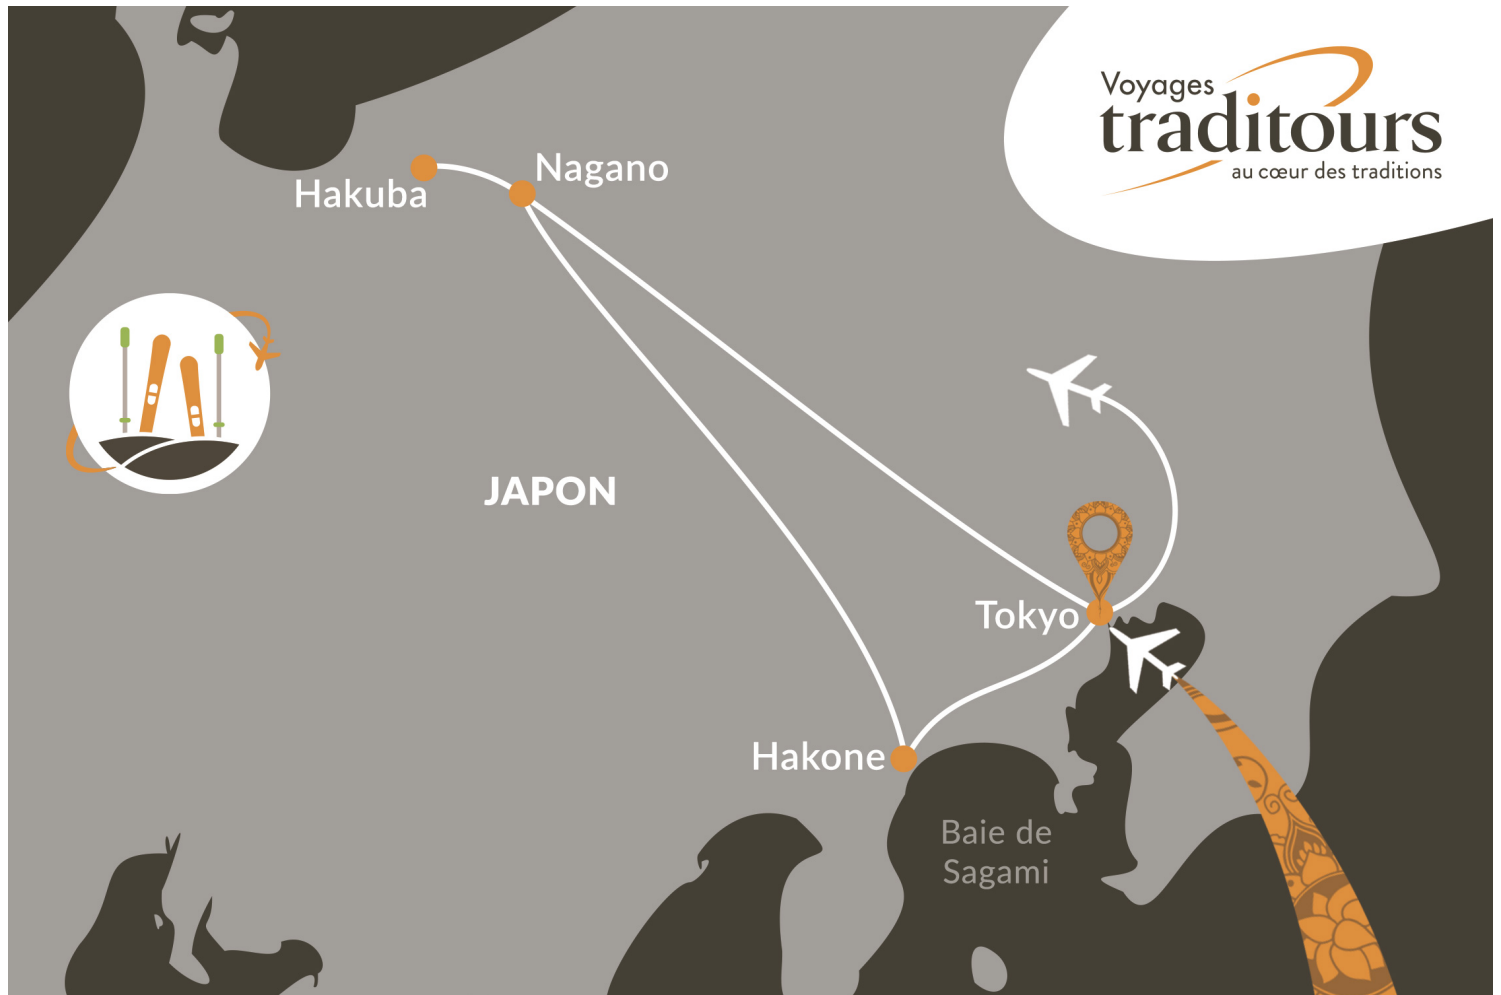 Voyages
traditours
au cœur des traditions
Nagano
Hakuba
JAPON
Tokyo
Hakone
Baie de
Sagami